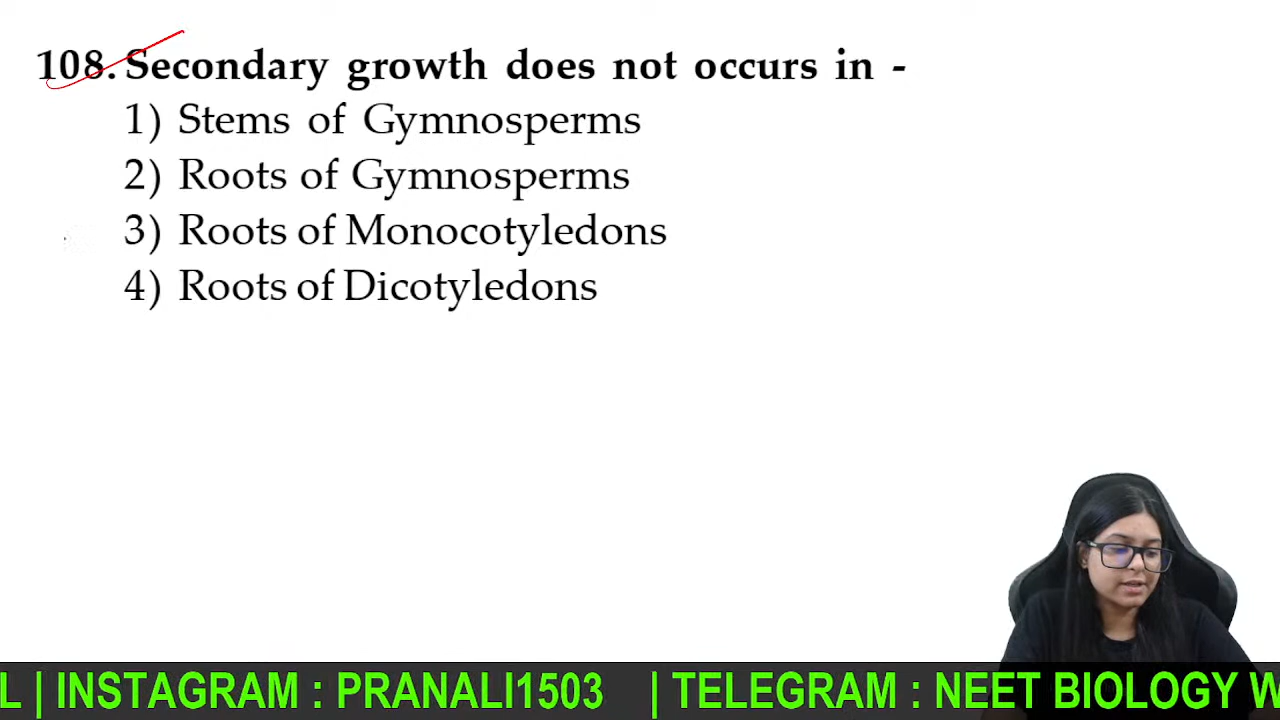 108. Secondary growth does not occurs in -
1) Stems of Gymnosperms
2) Roots of Gymnosperms
3) Roots of Monocotyledons
4) Roots of Dicotyledons
L | INSTAGRAM : PRANALI1503 | TELEGRAM : NEET BIOLOGY W